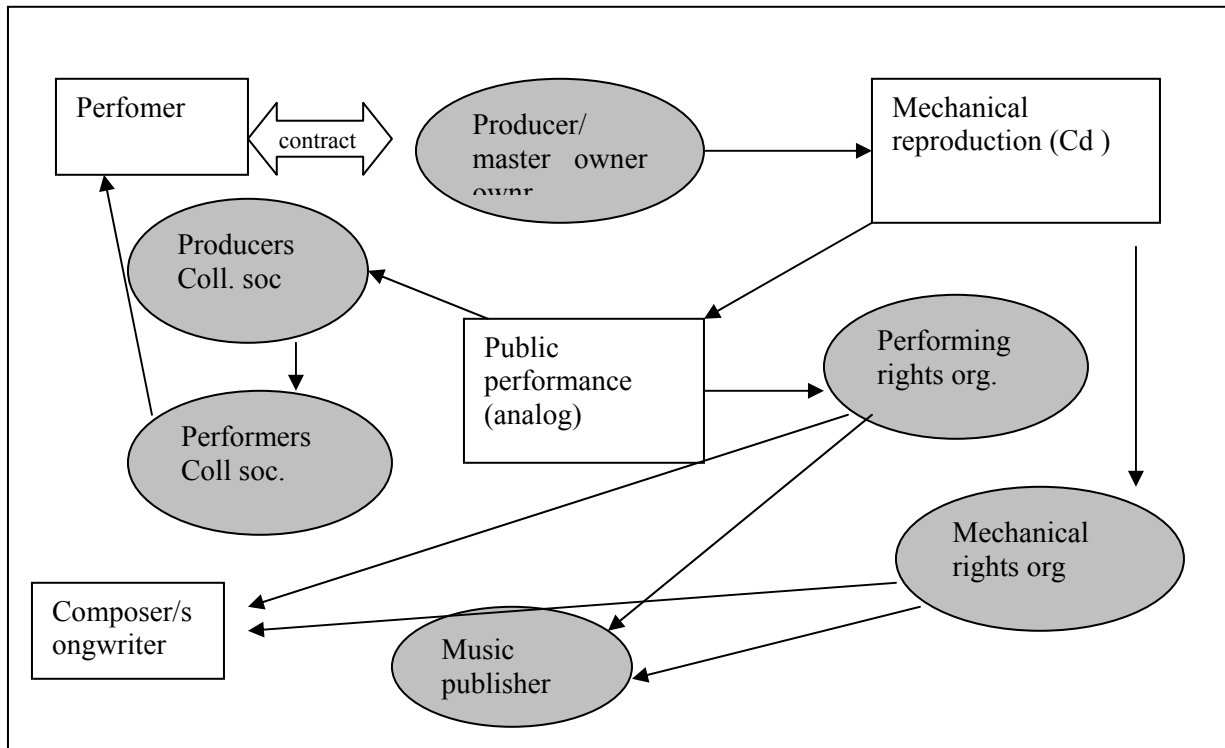 Perfomer
contract
Producer/
master owner
ownr
Mechanical
reproduction (Cd )
Producers
Coll. soc
Public
performance
(analog)
Performing
rights org.
Performers
Coll soc.
Mechanical
rights org
Composer/s
ongwriter
Music
publisher